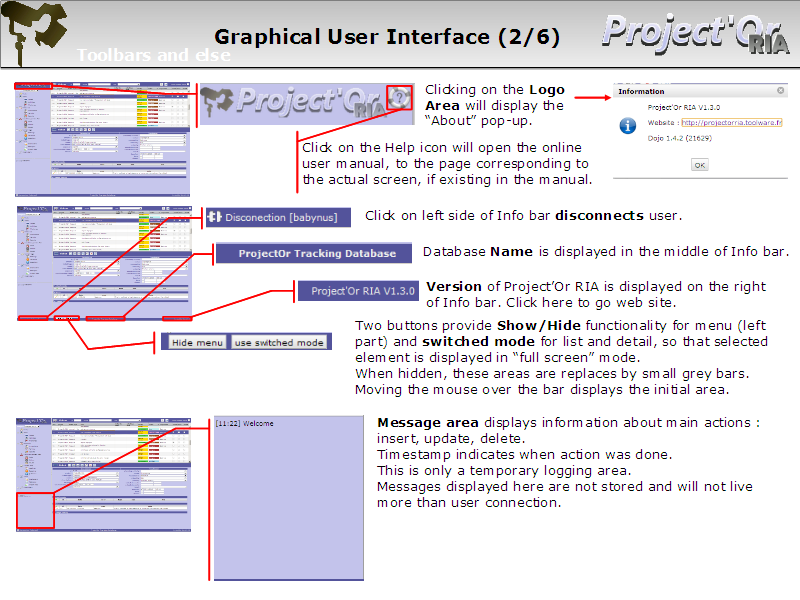 Graphical User Interface (2/6)
Project'Or
RIA
Toolbars and else
Project'Or
RIA
?
Clicking on the Logo
Area will display the
“About” pop-up.
Information
Project'Or RIA V1.3.0
Website : http://projectorria.toolware.fr
Dojo 1.4.2 (21629)
OK
Click on the Help icon will open the online
user manual, to the page corresponding to
the actual screen, if existing in the manual.
Disconection [babynus]
Click on left side of Info bar disconnects user.
ProjectOr Tracking Database
Database Name is displayed in the middle of Info bar.
Project'Or RIA V1.3.0
Version of Project’Or RIA is displayed on the right
of Info bar. Click here to go web site.
Hide menu
use switched mode
Two buttons provide Show/Hide functionality for menu (left
part) and switched mode for list and detail, so that selected
element is displayed in “full screen” mode.
When hidden, these areas are replaces by small grey bars.
Moving the mouse over the bar displays the initial area.
[11:22] Welcome
Message area displays information about main actions :
insert, update, delete.
Timestamp indicates when action was done.
This is only a temporary logging area.
Messages displayed here are not stored and will not live
more than user connection.